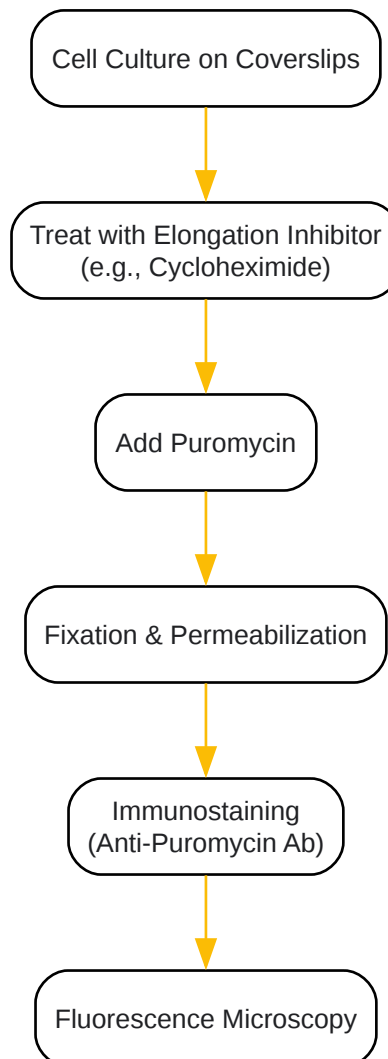 Cell Culture on Coverslips
Treat with Elongation Inhibitor
(e.g., Cycloheximide)
Add Puromycin
Fixation & Permeabilization
Immunostaining
(Anti-Puromycin Ab)
Fluorescence Microscopy